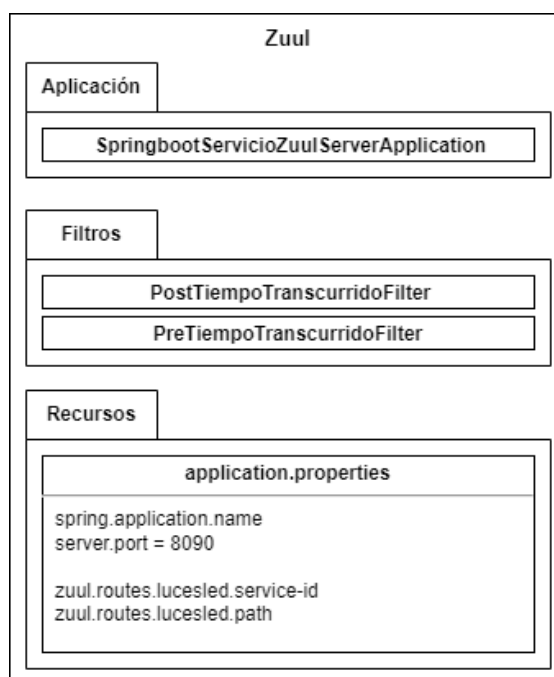 Zuul
Aplicación
SpringbootServicioZuulServerApplication
Filtros
PostTiempoTranscurridoFilter
PreTiempoTranscurridoFilter
Recursos
application.properties
spring.application.name
server.port = 8090
zuul.routes.lucesled.service-id
zuul.routes.lucesled.path